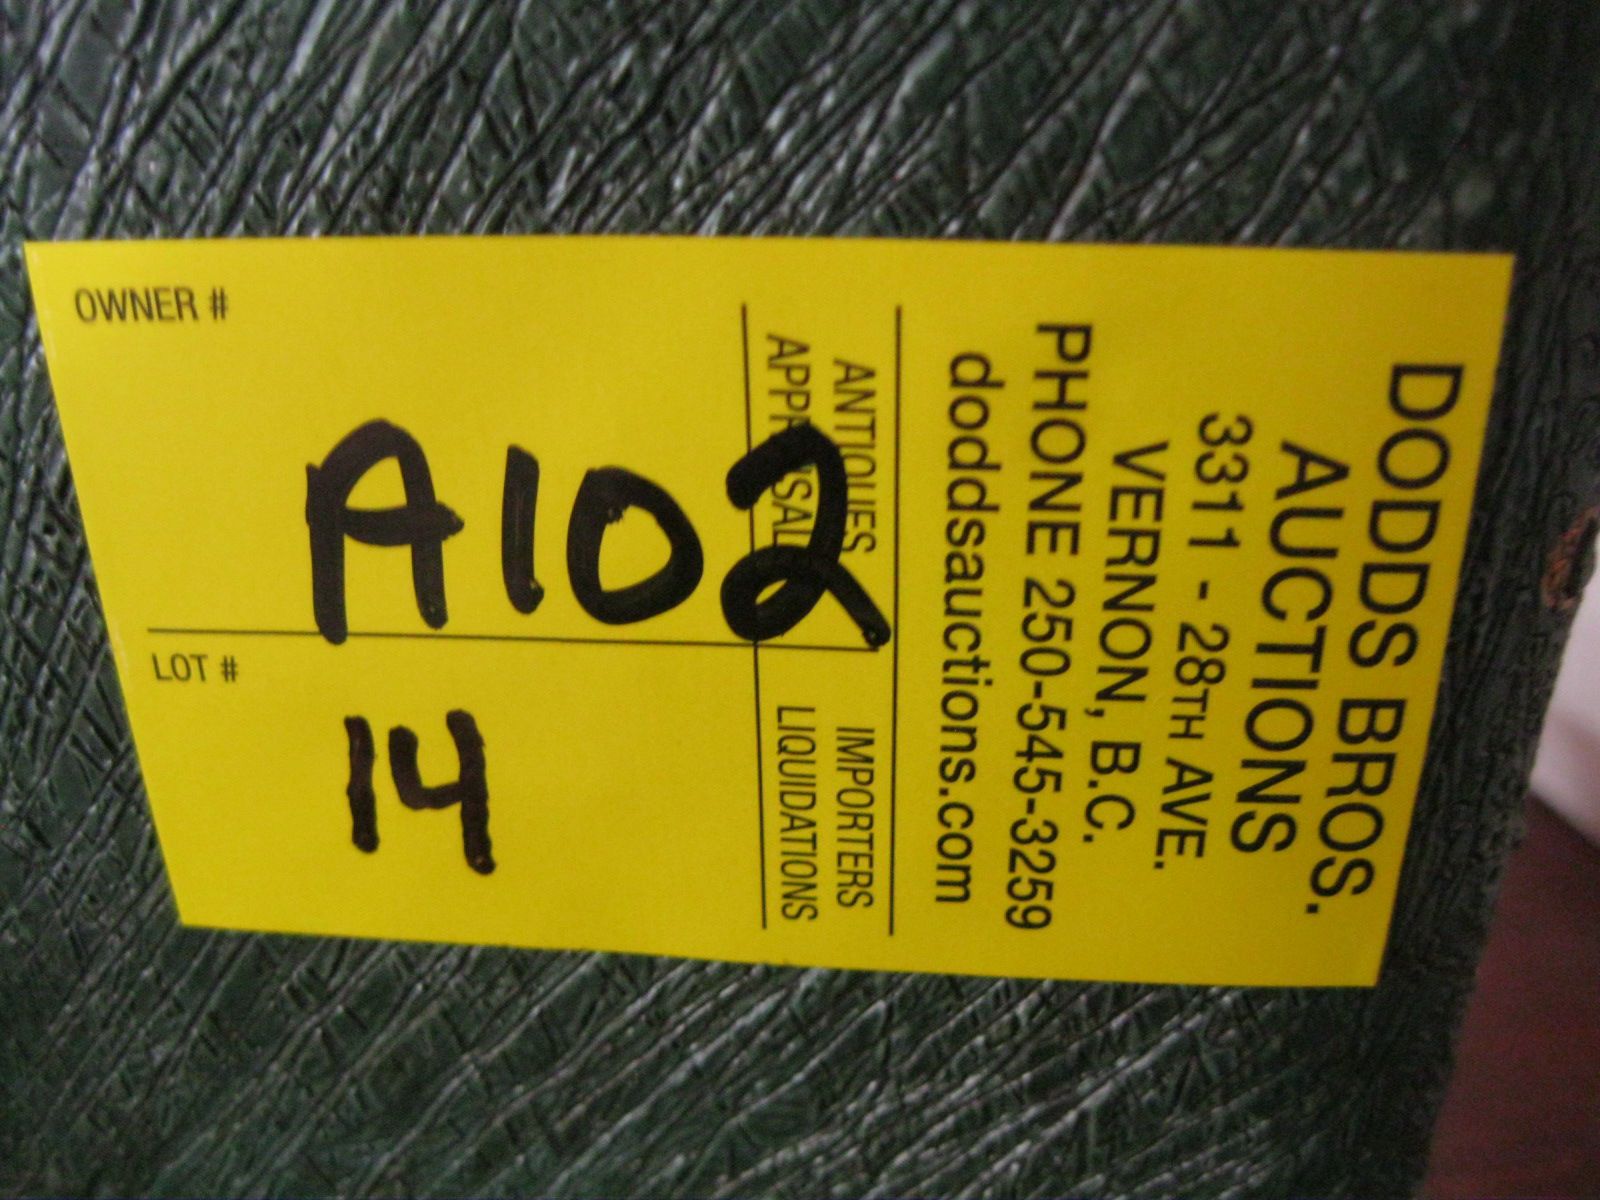 DODDS BROS.
AUCTIONS
3311 - 28TH AVE.
VERNON, B.C.
PHONE 250-545-3259
doddsauctions.com
ANTIQUES IMPORTERS
APPRAISALS LIQUIDATIONS
OWNER #
A102
LOT #
14